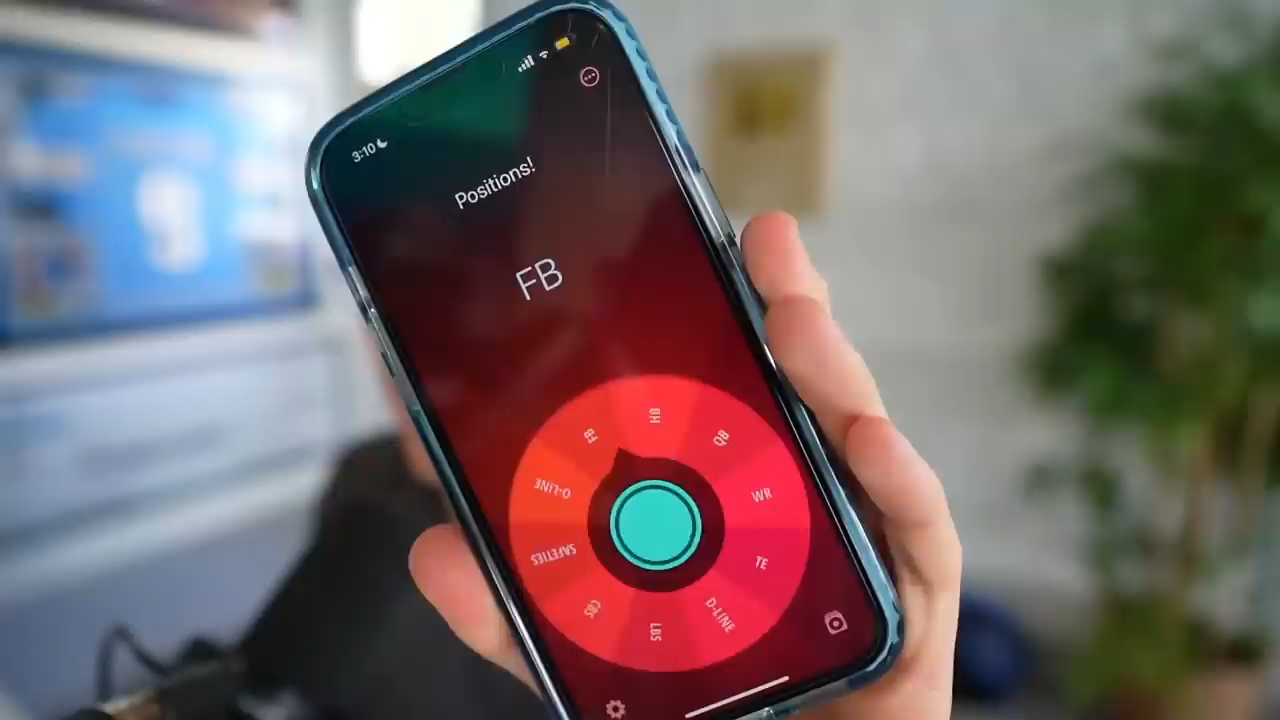 3:10
Positions!
FB
HB
QB
WR
TE
D-LINE
LBS
CBS
SAFETIES
O-LINE
FB